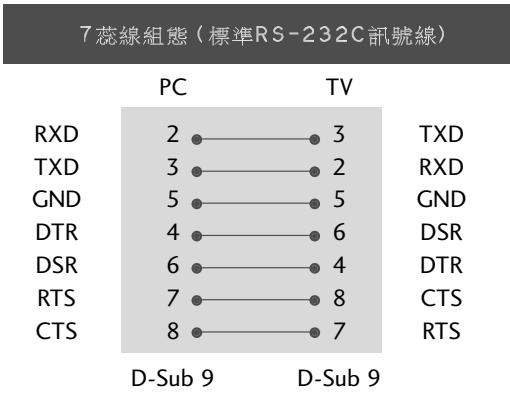 7蕊線組態(標準RS-232C訊號線)
PC TV
RXD 2 3 TXD
TXD 3 2 RXD
GND 5 5 GND
DTR 4 6 DSR
DSR 6 4 DTR
RTS 7 8 CTS
CTS 8 7 RTS
D-Sub 9 D-Sub 9